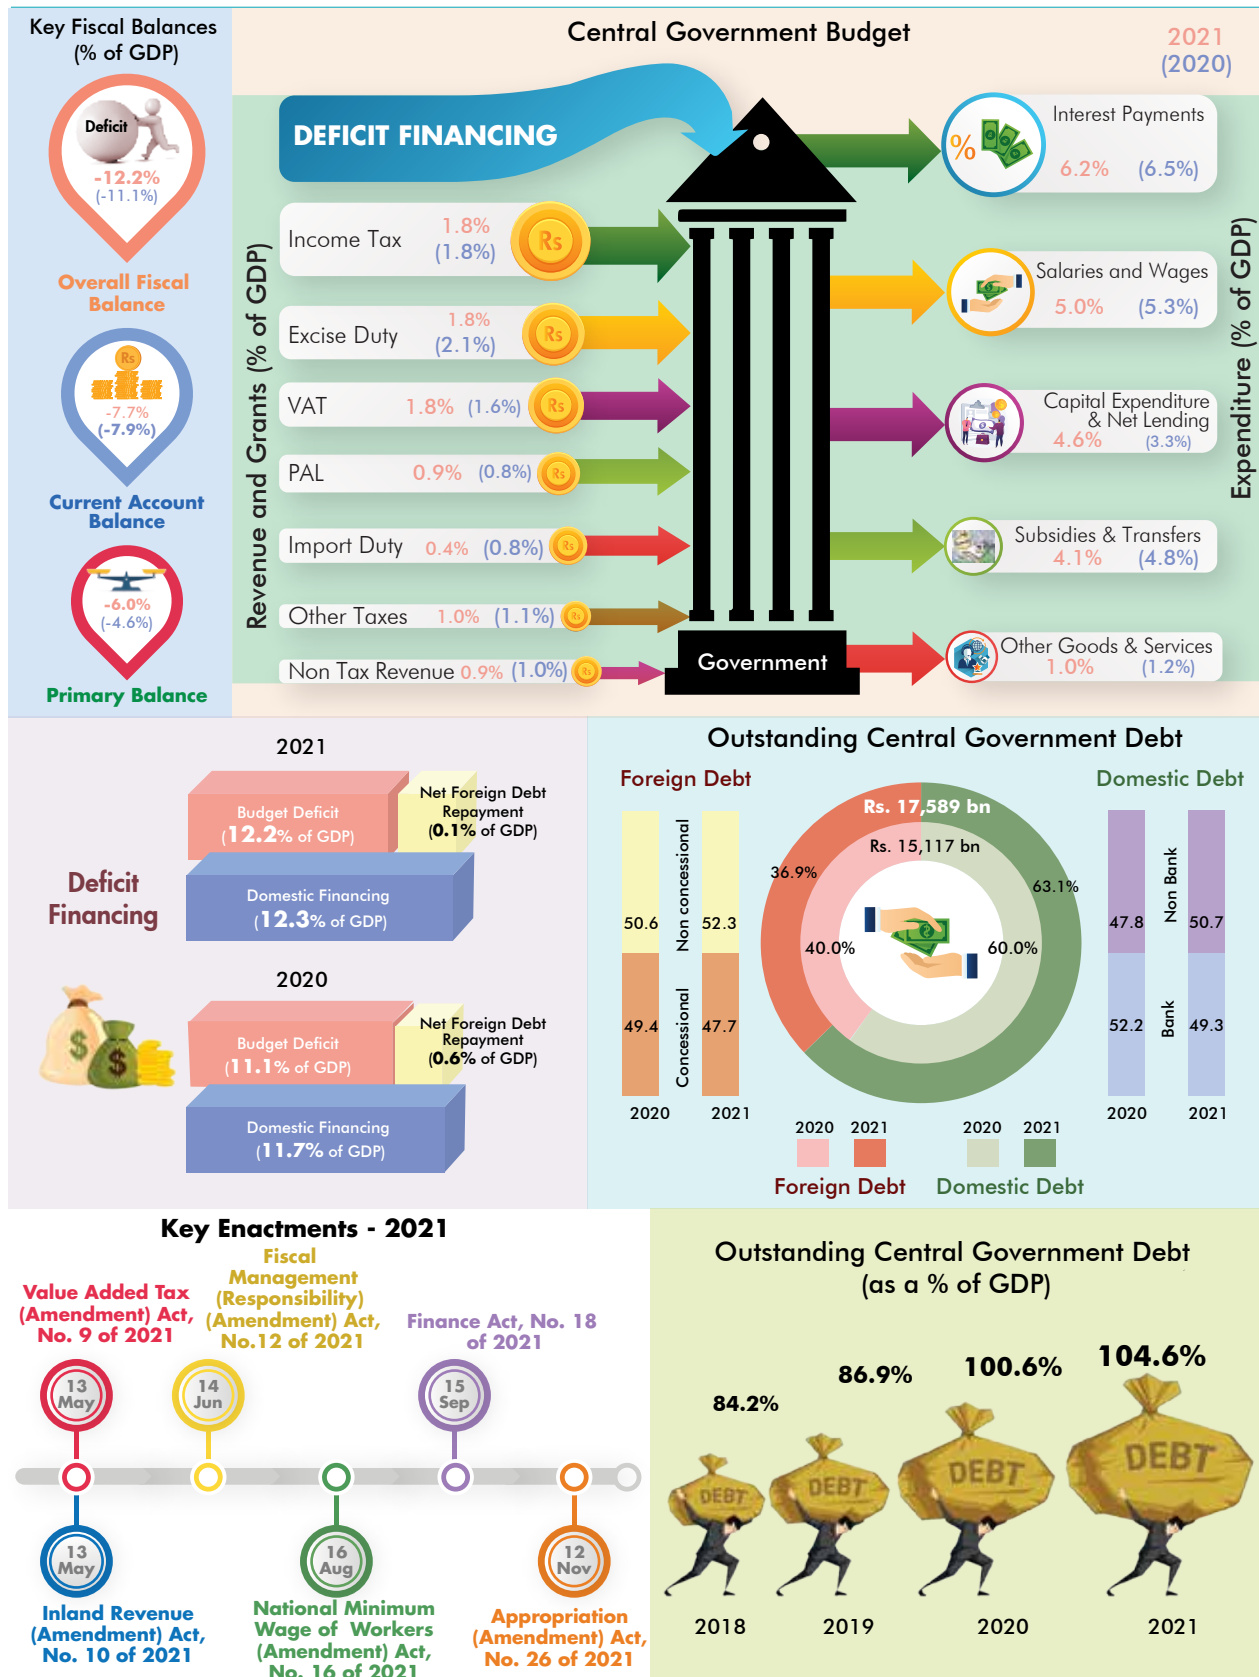 Key Fiscal Balances
(% of GDP)
Deficit
-12.2%
(-11.1%)
Overall Fiscal
Balance
Rs
-7.7%
(-7.9%)
Current Account
Balance
-6.0%
(-4.6%)
Primary Balance
Central Government Budget
2021
(2020)
DEFICIT FINANCING
Revenue and Grants (% of GDP)
Income Tax
1.8%
(1.8%)
Rs
Excise Duty
1.8%
(2.1%)
Rs
VAT 1.8% (1.6%) Rs
PAL 0.9% (0.8%) Rs
Import Duty 0.4% (0.8%) Rs
Other Taxes 1.0% (1.1%) Rs
Non Tax Revenue 0.9% (1.0%) Rs
Government
Expenditure (% of GDP)
%
Interest Payments
6.2% (6.5%)
Salaries and Wages
5.0% (5.3%)
Capital Expenditure
& Net Lending
4.6% (3.3%)
Subsidies & Transfers
4.1% (4.8%)
Other Goods & Services
1.0% (1.2%)
Deficit
Financing
$
$
2021
Budget Deficit
(12.2% of GDP)
Net Foreign Debt
Repayment
(0.1% of GDP)
Domestic Financing
(12.3% of GDP)
2020
Budget Deficit
(11.1% of GDP)
Net Foreign Debt
Repayment
(0.6% of GDP)
Domestic Financing
(11.7% of GDP)
Outstanding Central Government Debt
Foreign Debt
Non concessional
50.6 52.3
Concessional
49.4 47.7
2020 2021
Rs. 17,589 bn
Rs. 15,117 bn
36.9%
63.1%
40.0%
60.0%
$
2020 2021
Foreign Debt
2020 2021
Domestic Debt
Domestic Debt
Non Bank
47.8 50.7
Bank
52.2 49.3
2020 2021
Key Enactments - 2021
Value Added Tax
(Amendment) Act,
No. 9 of 2021
13
May
Fiscal
Management
(Responsibility)
(Amendment) Act,
No.12 of 2021
14
Jun
Finance Act, No. 18
of 2021
15
Sep
13
May
Inland Revenue
(Amendment) Act,
No. 10 of 2021
16
Aug
National Minimum
Wage of Workers
(Amendment) Act,
No. 16 of 2021
12
Nov
Appropriation
(Amendment) Act,
No. 26 of 2021
Outstanding Central Government Debt
(as a % of GDP)
84.2%
86.9%
100.6%
104.6%
DEBT
DEBT
DEBT
DEBT
2018
2019
2020
2021